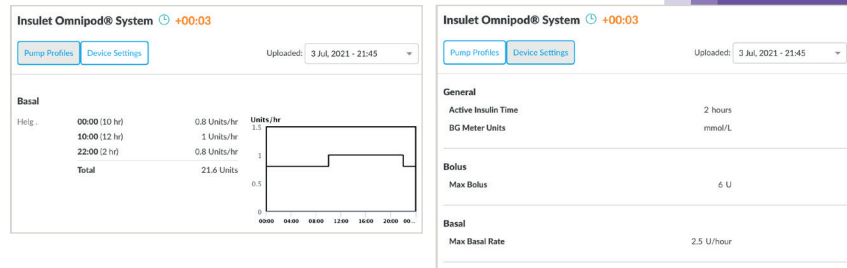 Insulet Omnipod® System +00:03
Pump Profiles Device Settings Uploaded: 3 Jul, 2021 - 21:45
Basal
Helg . 00:00 (10 hr) 0.8 Units/hr
10:00 (12 hr) 1 Units/hr
22:00 (2 hr) 0.8 Units/hr
Total 21.6 Units
Units/hr
1.5
1
0.5
0
00:00 04:00 08:00 12:00 16:00 20:00 00...
Insulet Omnipod® System +00:03
Pump Profiles Device Settings Uploaded: 3 Jul, 2021 - 21:45
General
Active Insulin Time 2 hours
BG Meter Units mmol/L
Bolus
Max Bolus 6 U
Basal
Max Basal Rate 2.5 U/hour